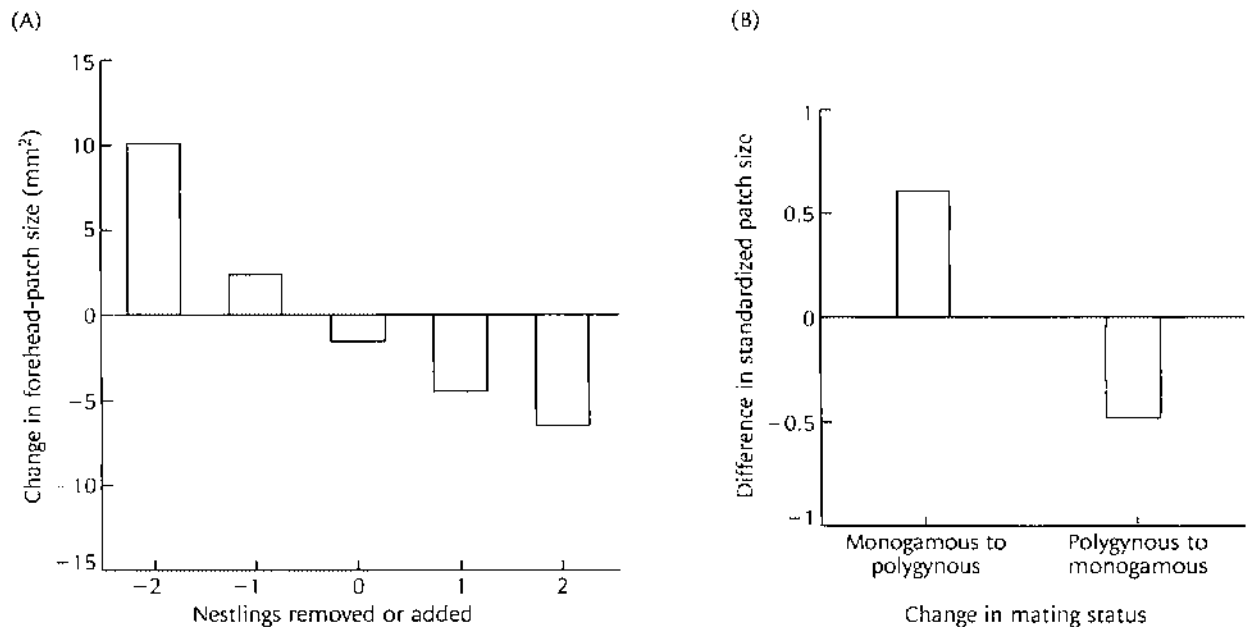 (A)
Change in forehead-patch size (mm²)
15
10
5
0
−5
−10
−15
−2
−1
0
1
2
Nestlings removed or added
(B)
Difference in standardized patch size
1
0.5
0
−0.5
−1
Monogamous to
polygynous
Polygynous to
monogamous
Change in mating status